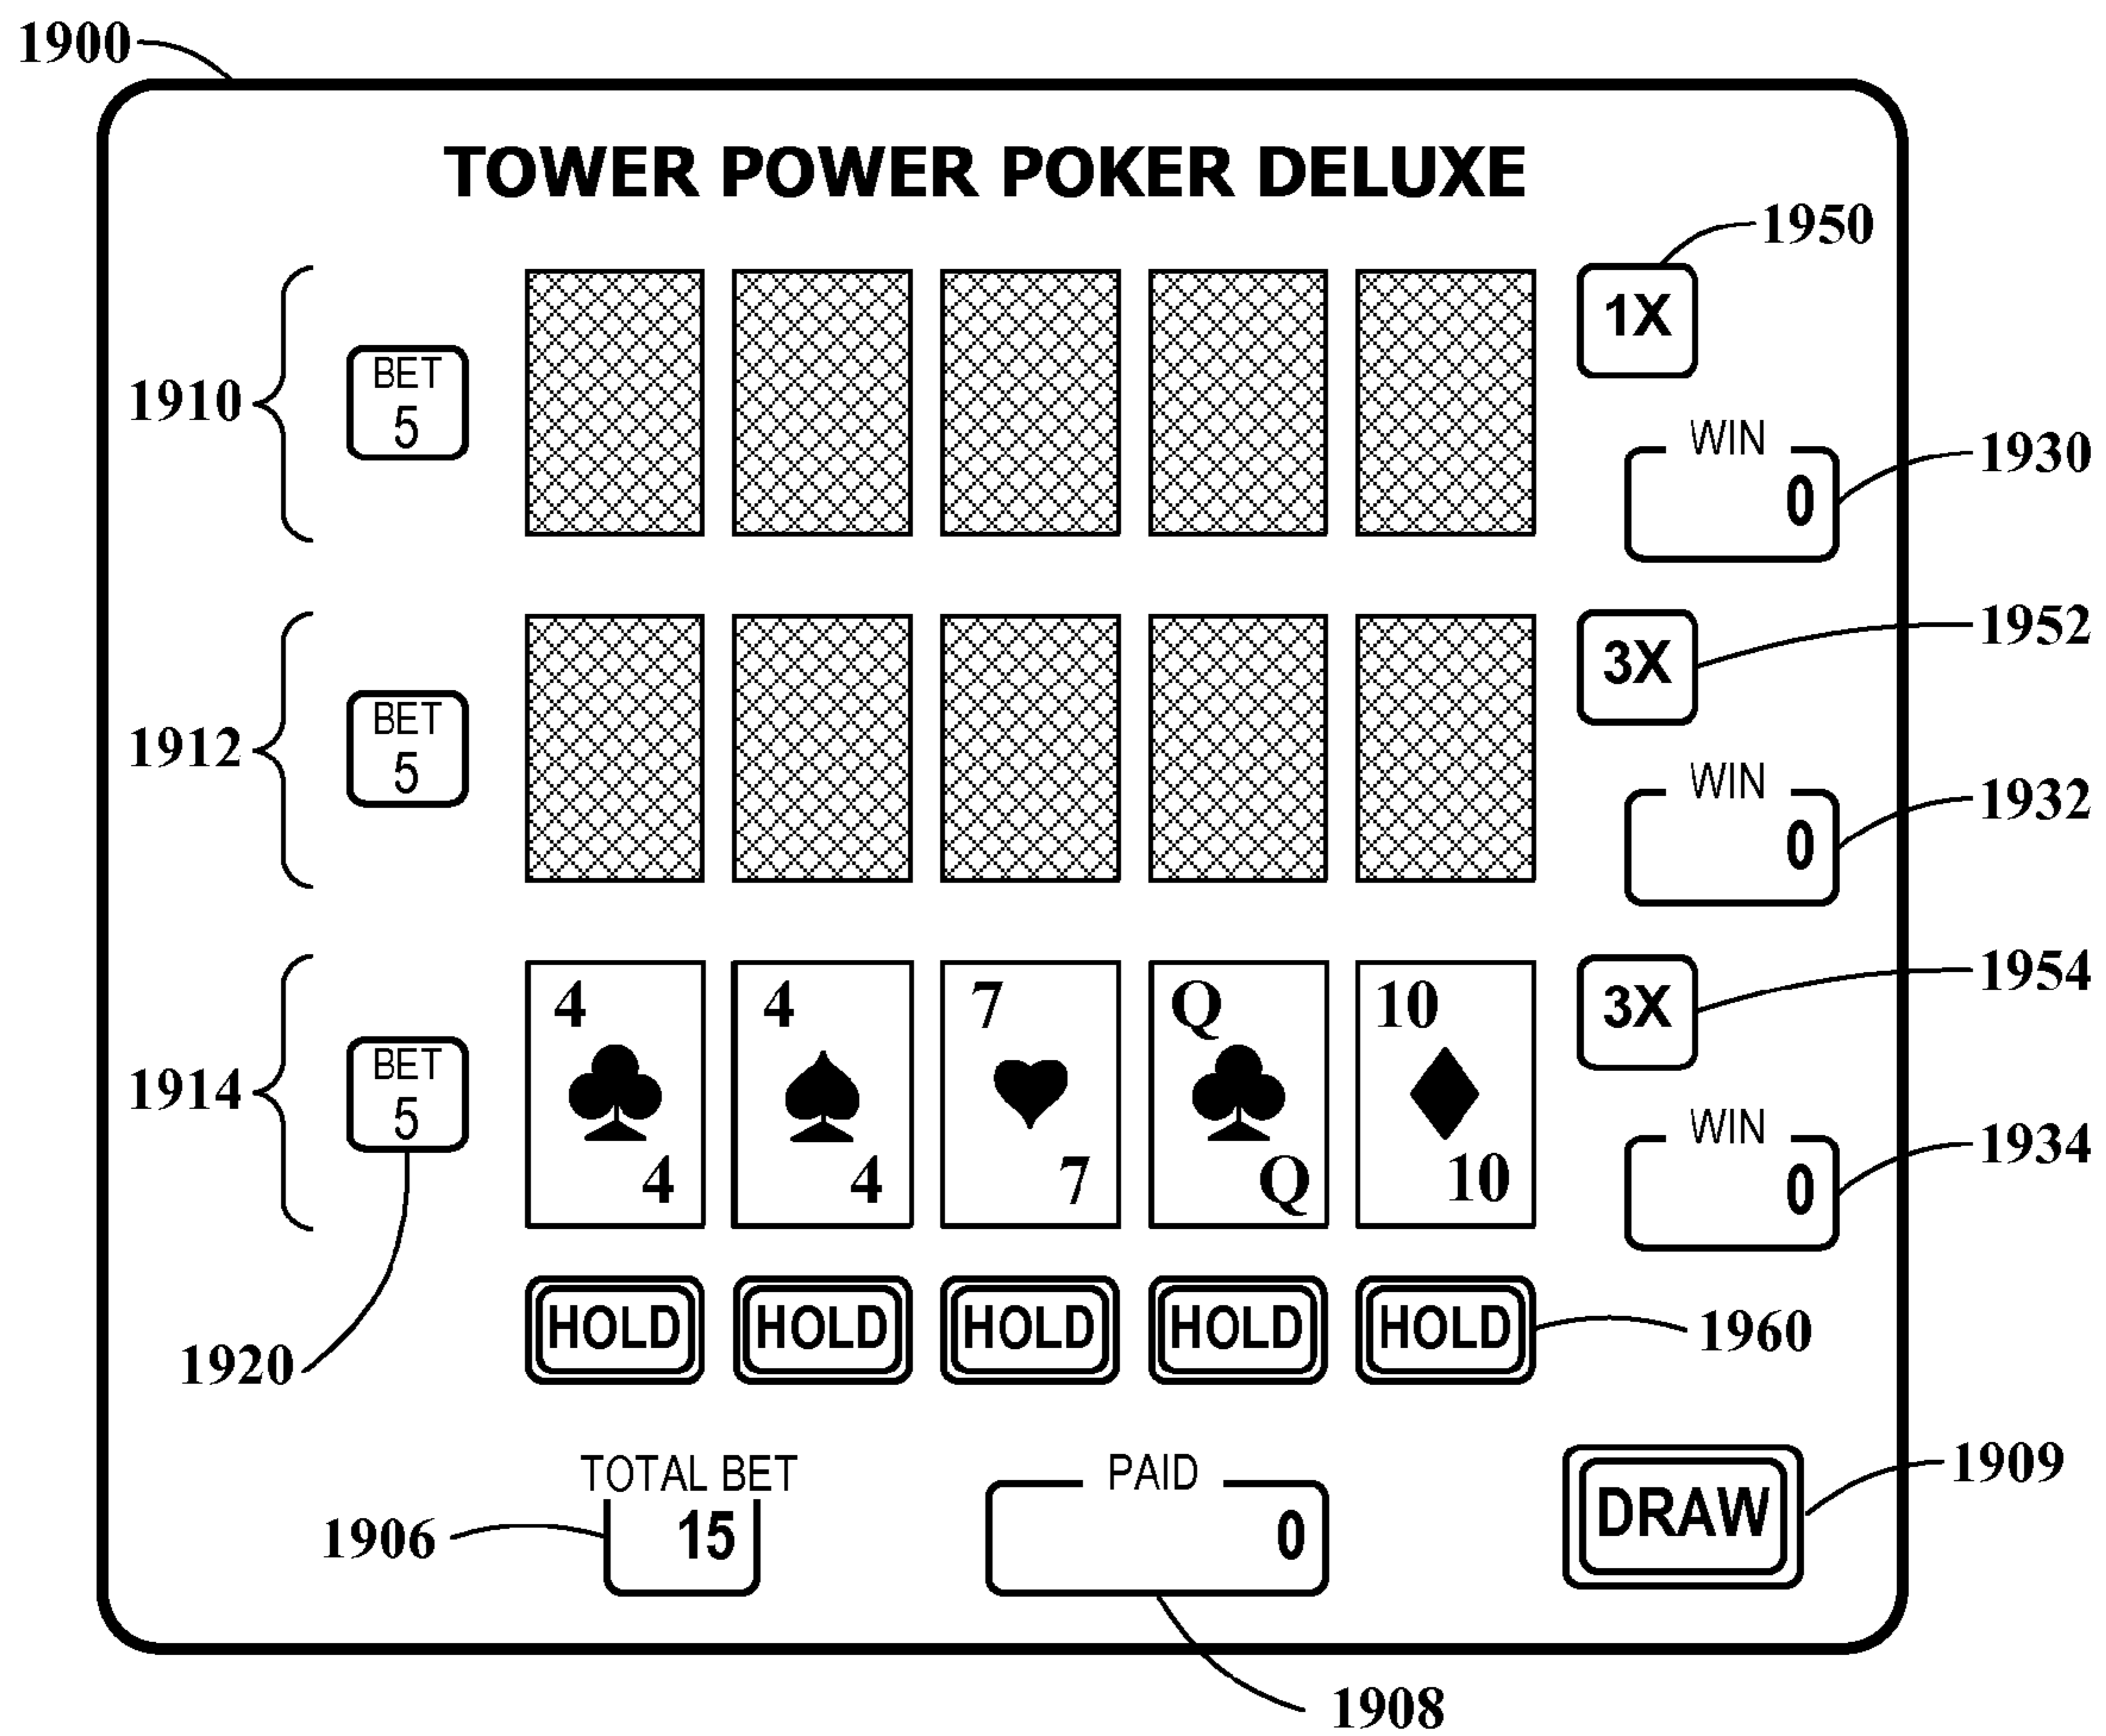 1900
TOWER POWER POKER DELUXE
1950
1X
BET
5
1910
WIN
0
1930
1952
3X
BET
5
1912
WIN
0
1932
1954
4 4 7 Q 10
3X
BET
5
1914
WIN
0
1934
4 4 7 Q 10
HOLD HOLD HOLD HOLD HOLD
1960
1920
TOTAL BET
15
1906
PAID
0
DRAW
1909
1908